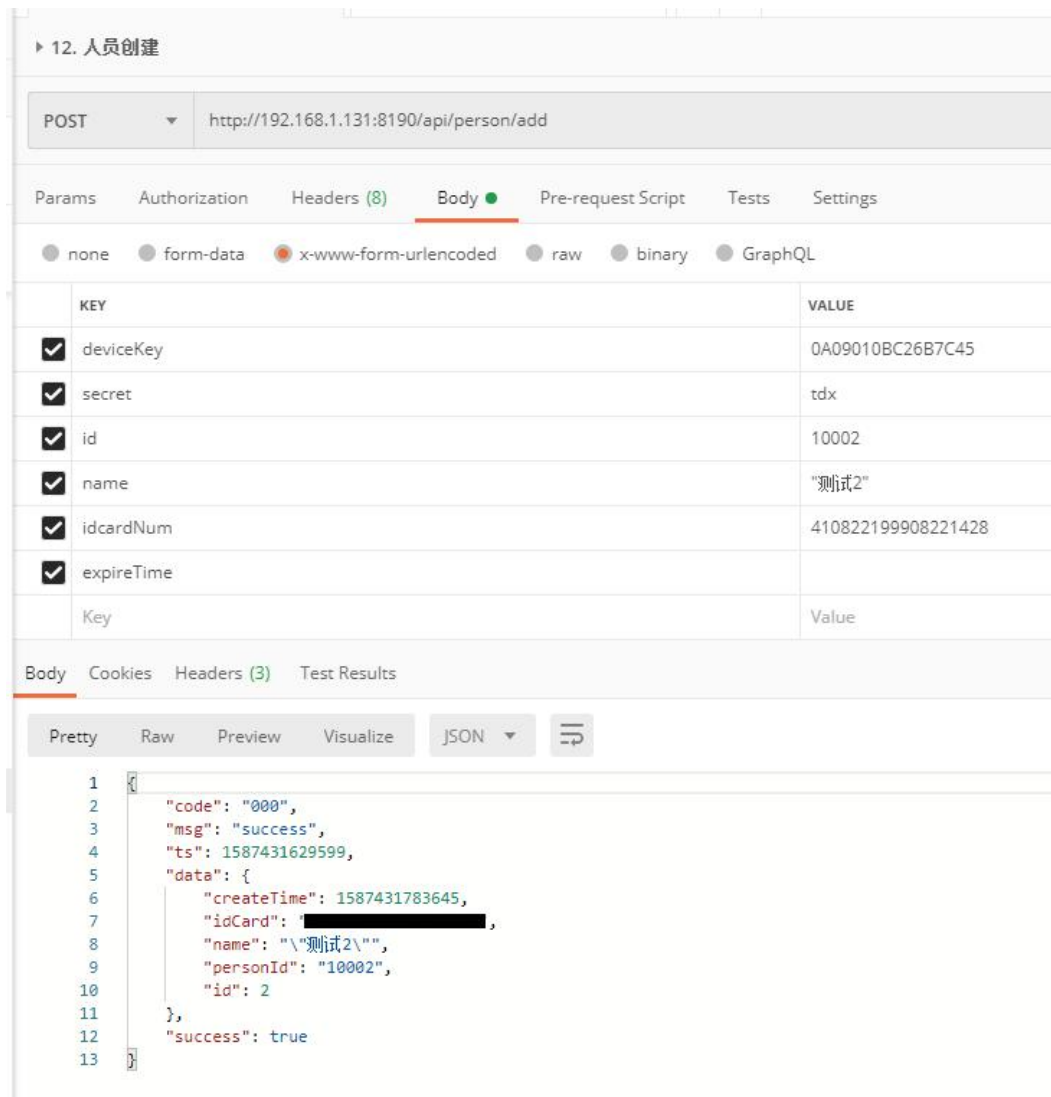 12. 人员创建
POST http://192.168.1.131:8190/api/person/add
Params Authorization Headers (8) Body Pre-request Script Tests Settings
none form-data x-www-form-urlencoded raw binary GraphQL
KEY VALUE
deviceKey 0A09010BC26B7C45
secret tdx
id 10002
name "测试2"
idcardNum 410822199908221428
expireTime
Key Value
Body Cookies Headers (3) Test Results
Pretty Raw Preview Visualize JSON
1 {
2 "code": "000",
3 "msg": "success",
4 "ts": 1587431629599,
5 "data": {
6 "createTime": 1587431783645,
7 "idCard": " ,
8 "name": "\"测试2\"",
9 "personId": "10002",
10 "id": 2
11 },
12 "success": true
13 }